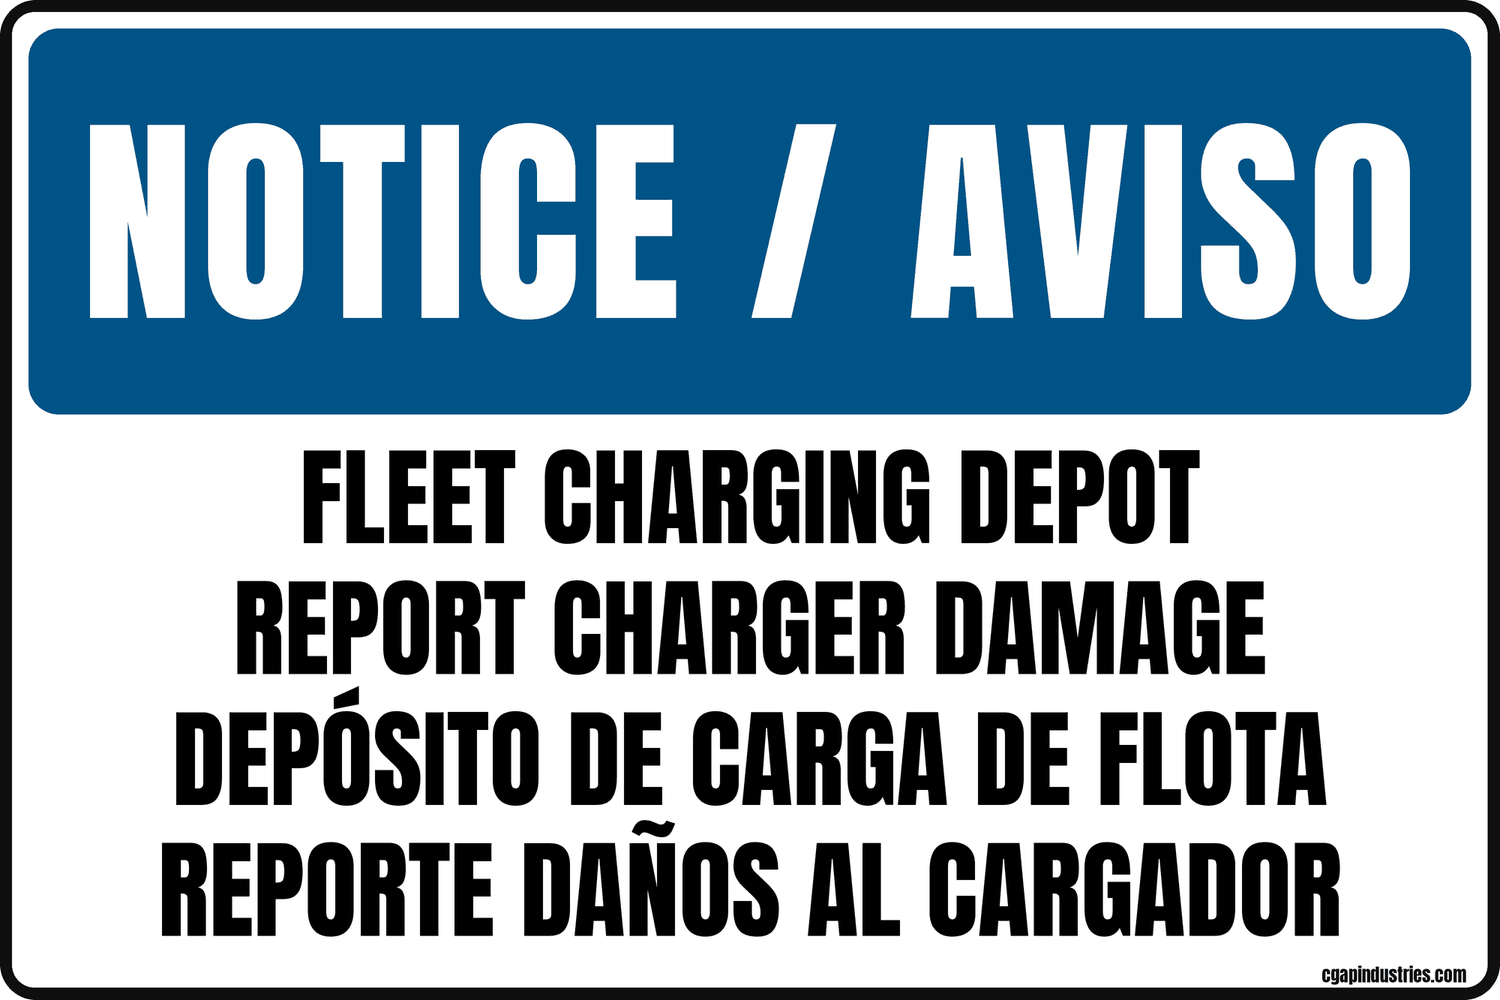 NOTICE / AVISO
FLEET CHARGING DEPOT
REPORT CHARGER DAMAGE
DEPÓSITO DE CARGA DE FLOTA
REPORTE DAÑOS AL CARGADOR
cgapindustries.com